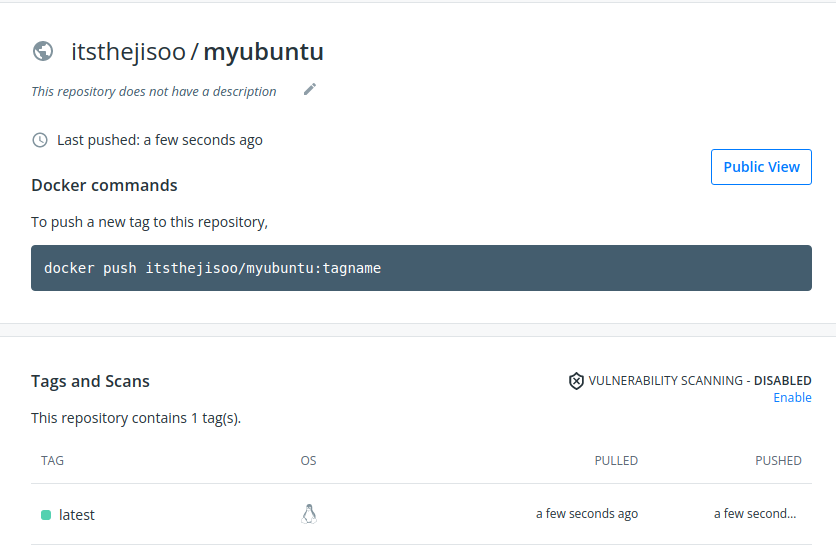 itsthejisoo / myubuntu
This repository does not have a description
Last pushed: a few seconds ago
Public View
Docker commands
To push a new tag to this repository,
docker push itsthejisoo/myubuntu:tagname
Tags and Scans
VULNERABILITY SCANNING - DISABLED
Enable
This repository contains 1 tag(s).
TAG OS PULLED PUSHED
latest a few seconds ago a few second...